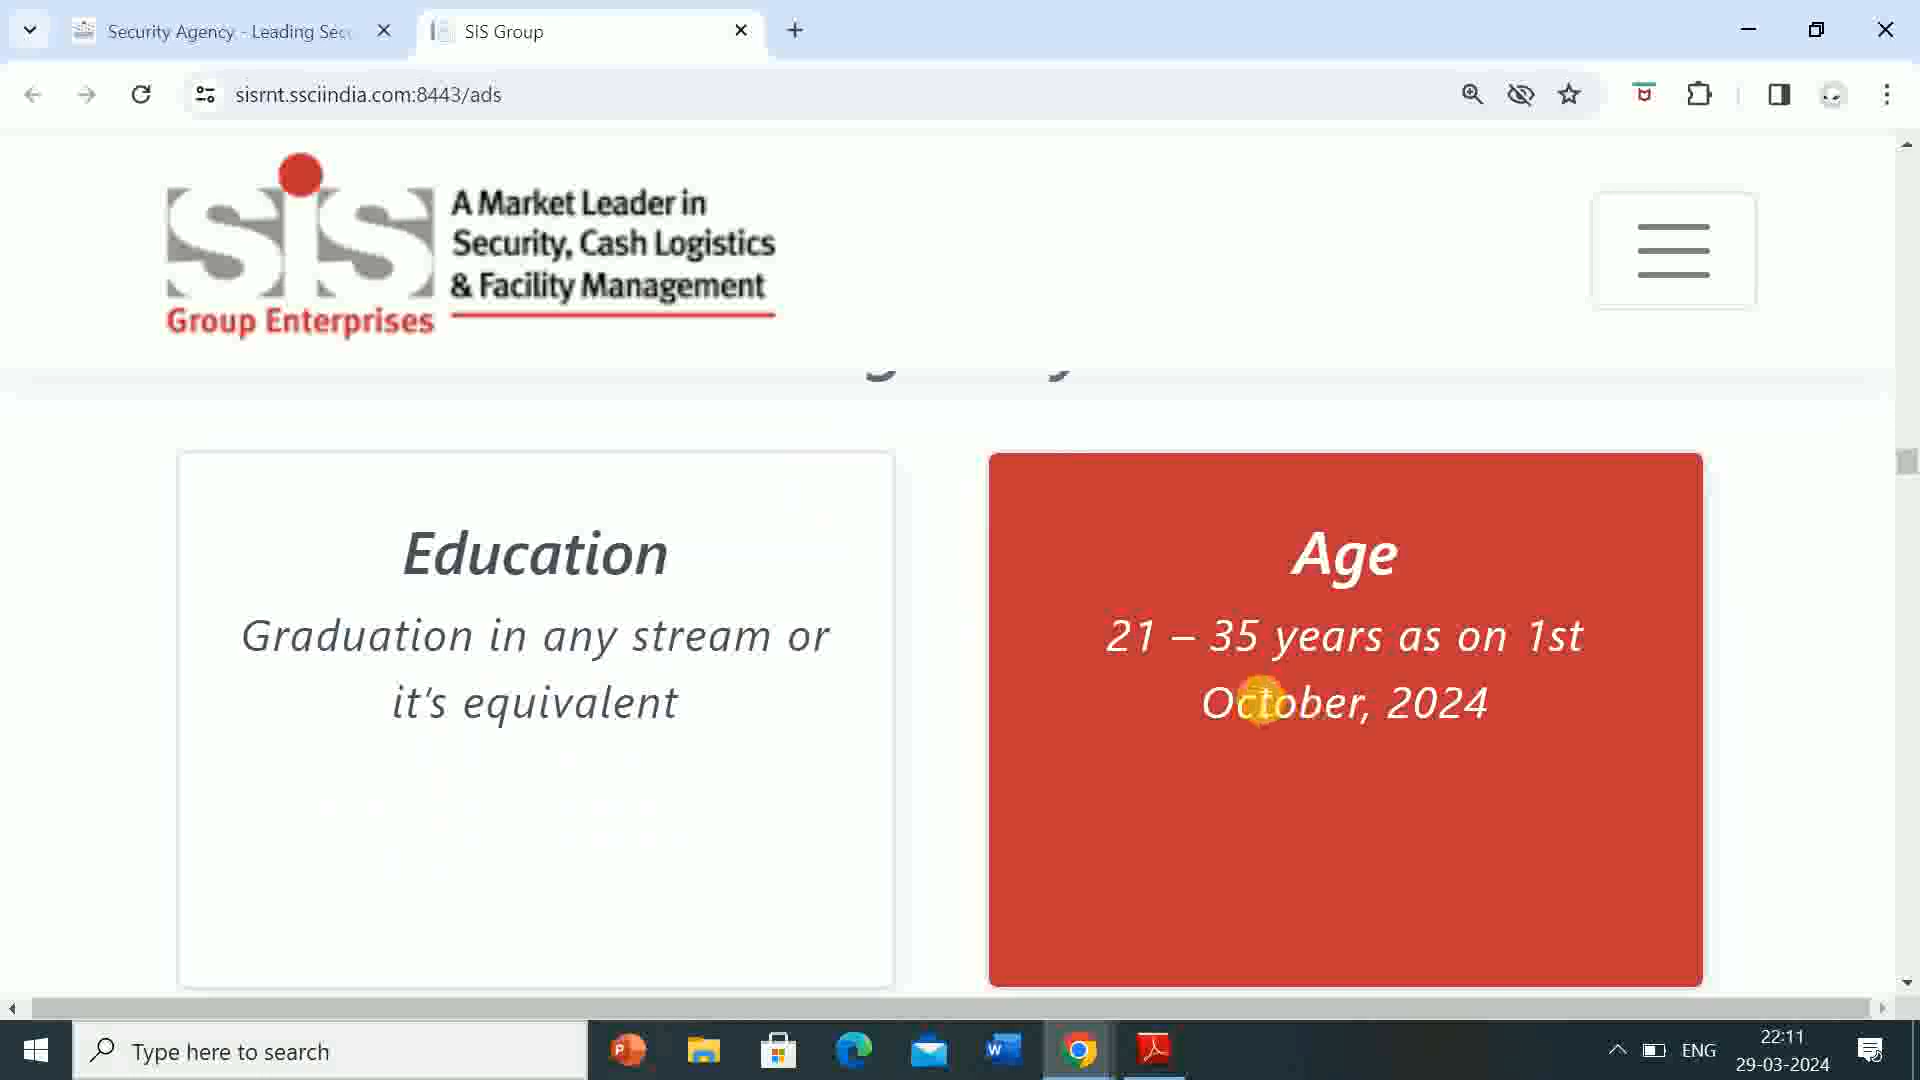 Security Agency - Leading Sec
SIS Group
sisrnt.ssciindia.com:8443/ads
SiS
A Market Leader in
Security, Cash Logistics
& Facility Management
Group Enterprises
Education
Graduation in any stream or
it's equivalent
Age
21 – 35 years as on 1st
October, 2024
Type here to search
ENG
22:11
29-03-2024